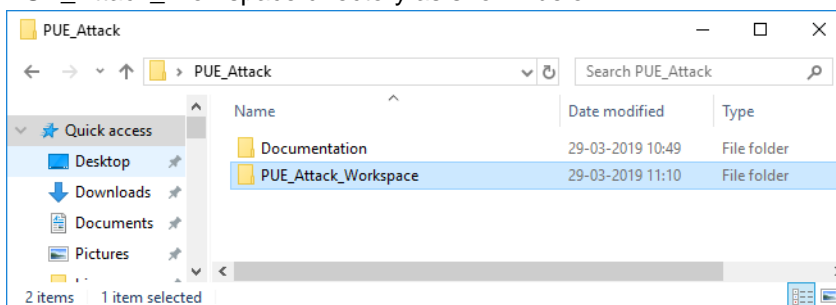 PUE_Attack
PUE_Attack
Search PUE_Attack
Name
Date modified
Type
Quick access
Documentation
29-03-2019 10:49
File folder
Desktop
PUE_Attack_Workspace
29-03-2019 11:10
File folder
Downloads
Documents
Pictures
2 items
1 item selected